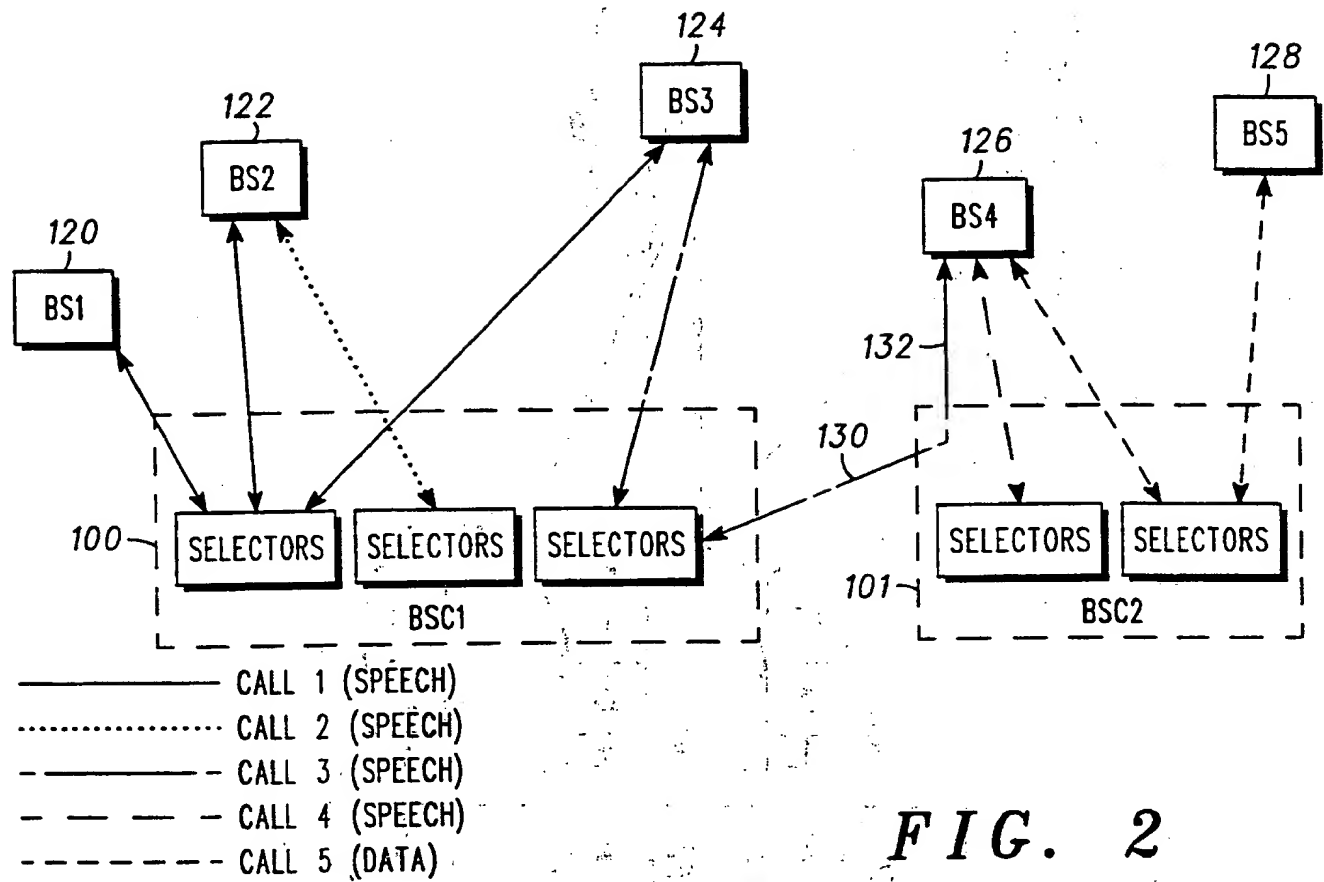 124
BS3
128
BS5
122
BS2
126
BS4
120
BS1
132
130
100
SELECTORS
SELECTORS
SELECTORS
BSC1
101
SELECTORS
SELECTORS
BSC2
CALL 1 (SPEECH)
CALL 2 (SPEECH)
CALL 3 (SPEECH)
CALL 4 (SPEECH)
CALL 5 (DATA)
FIG. 2